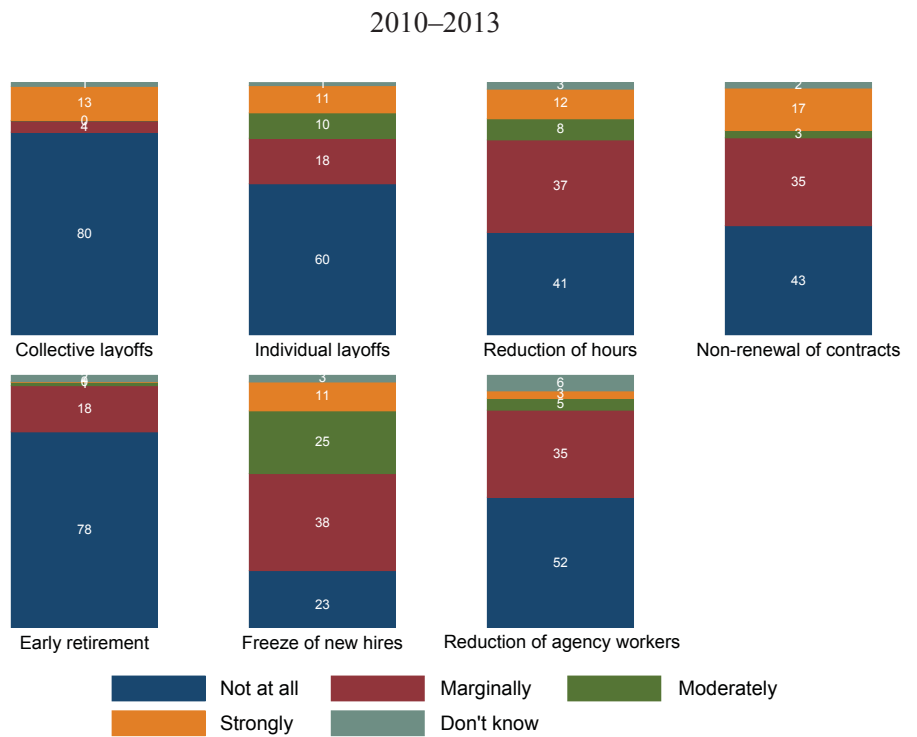 2010–2013
1
13
0
4
80
Collective layoffs
1
11
10
18
60
Individual layoffs
3
12
8
37
41
Reduction of hours
2
17
3
35
43
Non-renewal of contracts
18
78
Early retirement
3
11
25
38
23
Freeze of new hires
6
3
5
35
52
Reduction of agency workers
Not at all
Marginally
Moderately
Strongly
Don't know